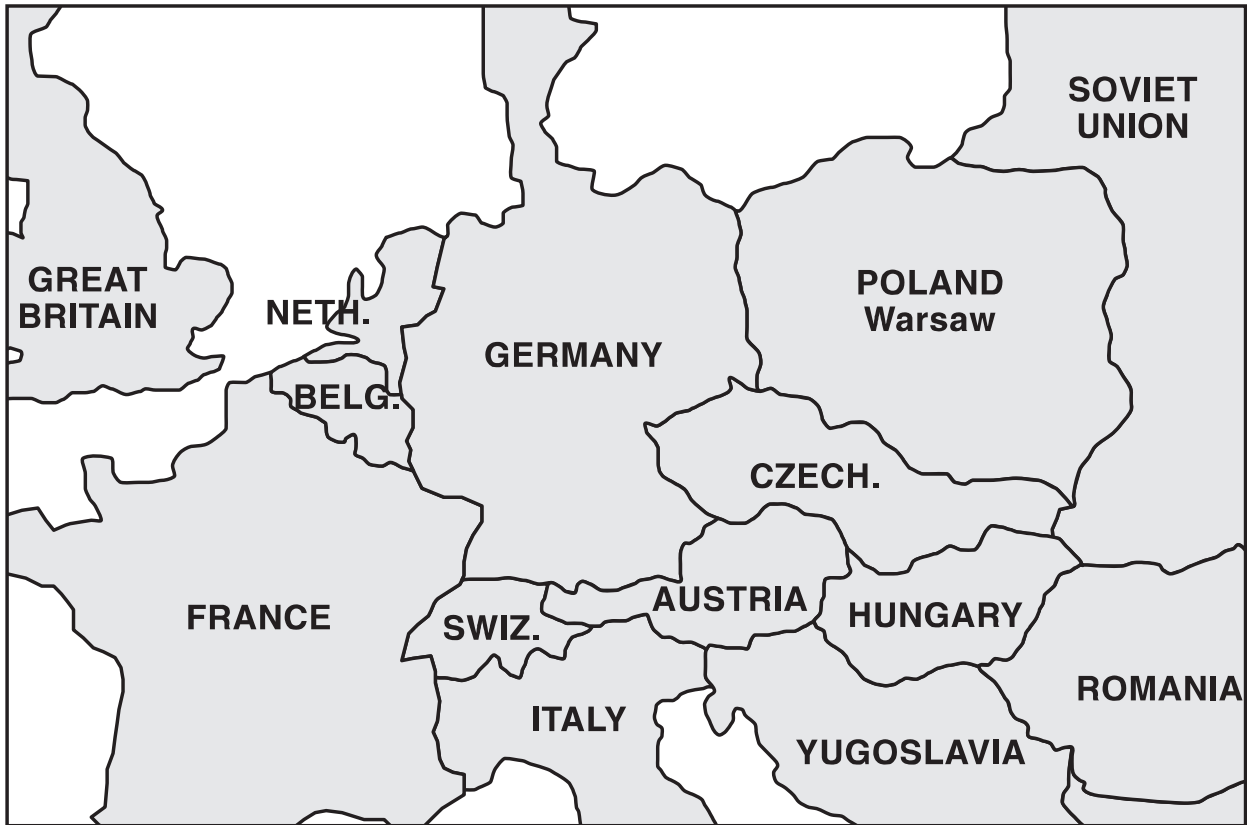 SOVIET
UNION
GREAT
BRITAIN
NETH.
POLAND
Warsaw
GERMANY
BELG.
CZECH.
FRANCE
SWIZ.
AUSTRIA
HUNGARY
ROMANIA
ITALY
YUGOSLAVIA